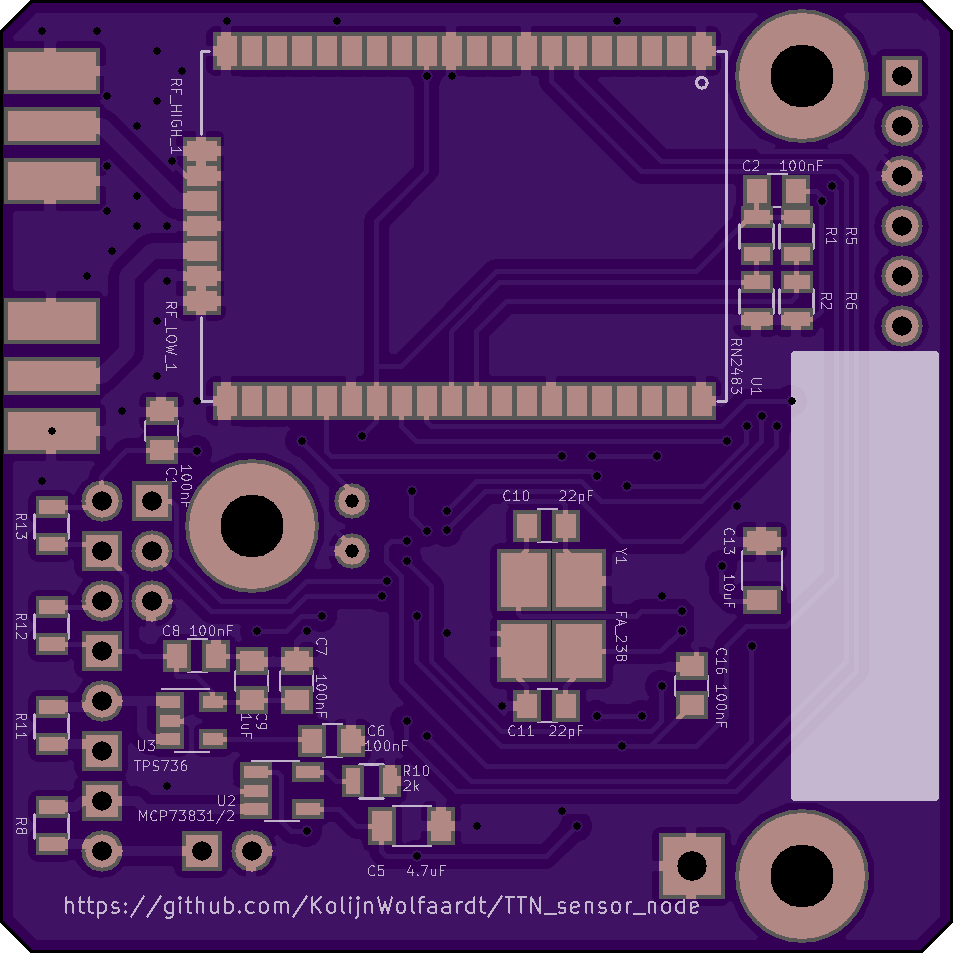 RF_HIGH_1
C2 100nF
R1
R5
R2
R6
RF_LOW_1
RN2483
U1
C1
100nF
C10 22pF
R13
Y1
C13 10uF
FA_23B
R12
C8 100nF
C7
100nF
C16 100nF
C9
1uF
R11
C6
100nF
C11 22pF
U3
TPS736
R10
2k
U2
MCP73831/2
R8
C5 4.7uF
https://github.com/KolijnWolfaardt/TTN_sensor_node